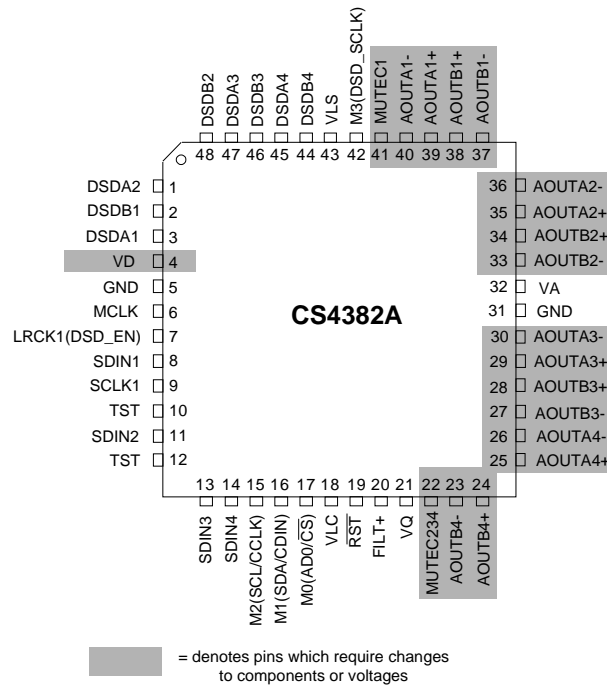 48 DSDB2
47 DSDA3
46 DSDB3
45 DSDA4
44 DSDB4
43 VLS
42 M3(DSD_SCLK)
41 MUTEC1
40 AOUTA1-
39 AOUTA1+
38 AOUTB1+
37 AOUTB1-
DSDA2 1
DSDB1 2
DSDA1 3
VD 4
GND 5
MCLK 6
LRCK1(DSD_EN) 7
SDIN1 8
SCLK1 9
TST 10
SDIN2 11
TST 12
CS4382A
36 AOUTA2-
35 AOUTA2+
34 AOUTB2+
33 AOUTB2-
32 VA
31 GND
30 AOUTA3-
29 AOUTA3+
28 AOUTB3+
27 AOUTB3-
26 AOUTA4-
25 AOUTA4+
13 SDIN3
14 SDIN4
15 M2(SCL/CCLK)
16 M1(SDA/CDIN)
17 M0(AD0/CS)
18 VLC
19 RST
20 FILT+
21 VQ
22 MUTEC234
23 AOUTB4-
24 AOUTB4+
= denotes pins which require changes
to components or voltages